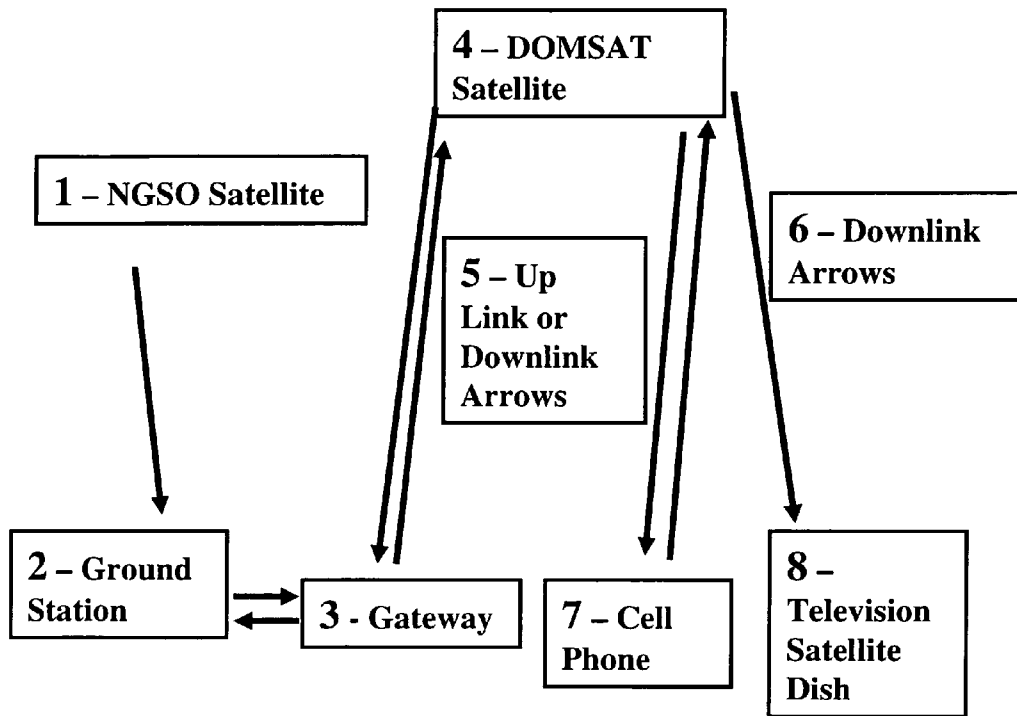 4 – DOMSAT
Satellite
1 – NGSO Satellite
6 – Downlink
Arrows
5 – Up
Link or
Downlink
Arrows
2 – Ground
Station
3 - Gateway
7 – Cell
Phone
8 –
Television
Satellite
Dish